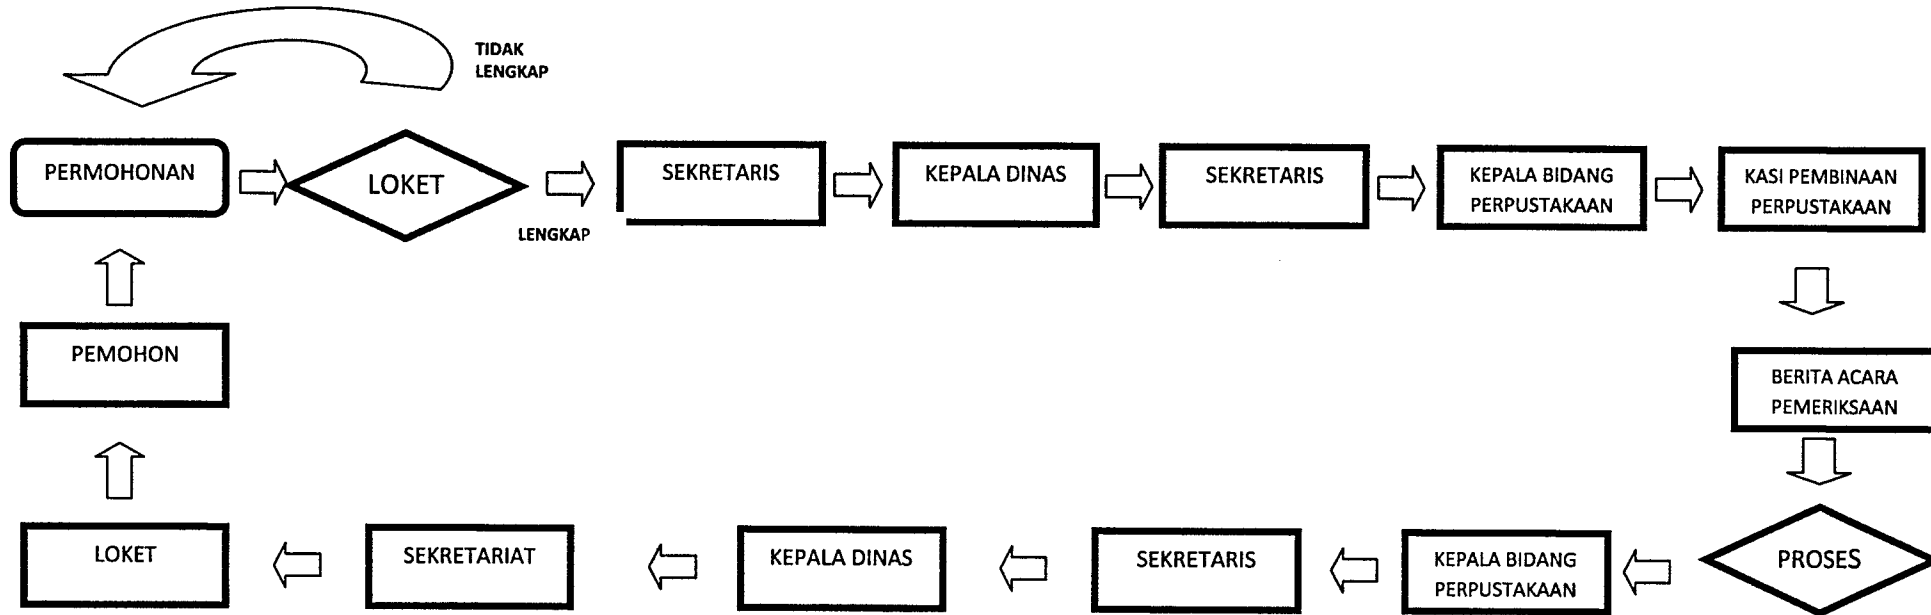 TIDAK
LENGKAP
PERMOHONAN
LOKET
LENGKAP
SEKRETARIS
KEPALA DINAS
SEKRETARIS
KEPALA BIDANG
PERPUSTAKAAN
KASI PEMBINAAN
PERPUSTAKAAN
PEMOHON
BERITA ACARA
PEMERIKSAAN
LOKET
SEKRETARIAT
KEPALA DINAS
SEKRETARIS
KEPALA BIDANG
PERPUSTAKAAN
PROSES